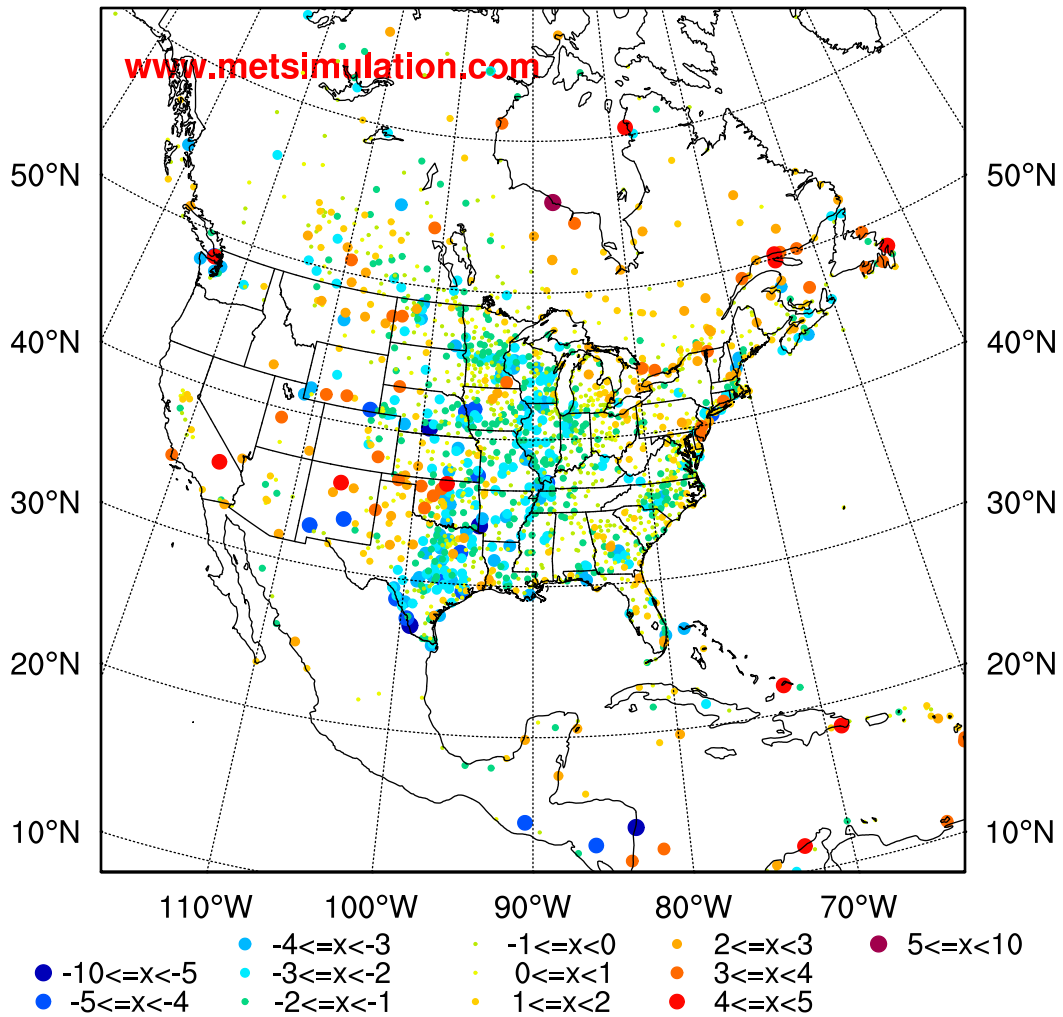 www.metsimulation.com
50°N 50°N
40°N 40°N
30°N 30°N
20°N 20°N
10°N 10°N
110°W 100°W 90°W 80°W 70°W
-4<=x<-3 -1<=x<0 2<=x<3 5<=x<10
-10<=x<-5 -3<=x<-2 0<=x<1 3<=x<4
-5<=x<-4 -2<=x<-1 1<=x<2 4<=x<5